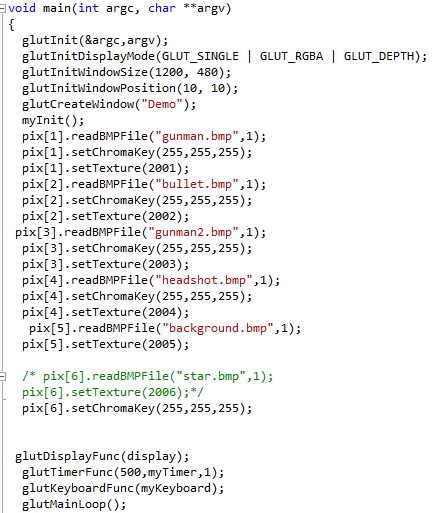 void main(int argc, char **argv)
{
glutInit(&argc,argv);
glutInitDisplayMode(GLUT_SINGLE | GLUT_RGBA | GLUT_DEPTH);
glutInitWindowSize(1200, 480);
glutInitWindowPosition(10, 10);
glutCreateWindow("Demo");
myInit();
pix[1].readBMPFile("gunman.bmp",1);
pix[1].setChromaKey(255,255,255);
pix[1].setTexture(2001);
pix[2].readBMPFile("bullet.bmp",1);
pix[2].setChromaKey(255,255,255);
pix[2].setTexture(2002);
pix[3].readBMPFile("gunman2.bmp",1);
pix[3].setChromaKey(255,255,255);
pix[3].setTexture(2003);
pix[4].readBMPFile("headshot.bmp",1);
pix[4].setChromaKey(255,255,255);
pix[4].setTexture(2004);
pix[5].readBMPFile("background.bmp",1);
pix[5].setTexture(2005);
/* pix[6].readBMPFile("star.bmp",1);
pix[6].setTexture(2006);*/
pix[6].setChromaKey(255,255,255);
glutDisplayFunc(display);
glutTimerFunc(500,myTimer,1);
glutKeyboardFunc(myKeyboard);
glutMainLoop();